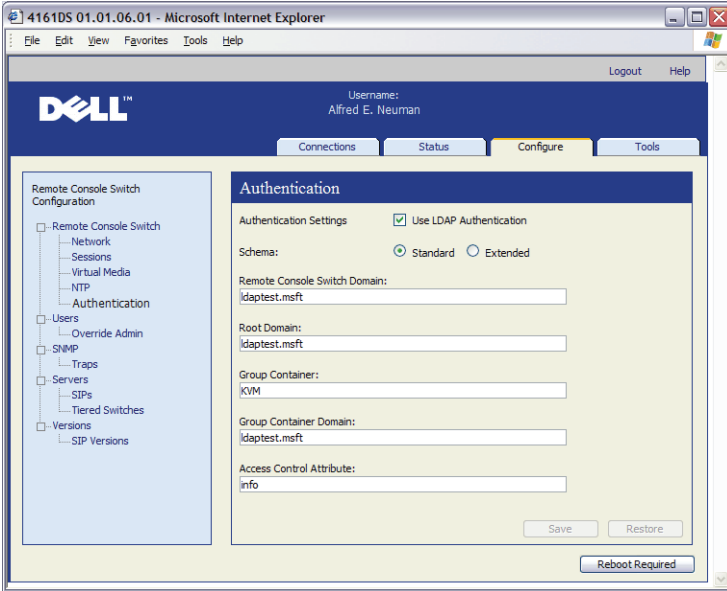 4161DS 01.01.06.01 - Microsoft Internet Explorer
File Edit View Favorites Tools Help
Logout Help
DELL™
Username:
Alfred E. Neuman
Connections Status Configure Tools
Remote Console Switch
Configuration
Remote Console Switch
Network
Sessions
Virtual Media
NTP
Authentication
Users
Override Admin
SNMP
Traps
Servers
SIPs
Tiered Switches
Versions
SIP Versions
Authentication
Authentication Settings Use LDAP Authentication
Schema: Standard Extended
Remote Console Switch Domain:
ldaptest.msft
Root Domain:
ldaptest.msft
Group Container:
KVM
Group Container Domain:
ldaptest.msft
Access Control Attribute:
info
Save Restore
Reboot Required